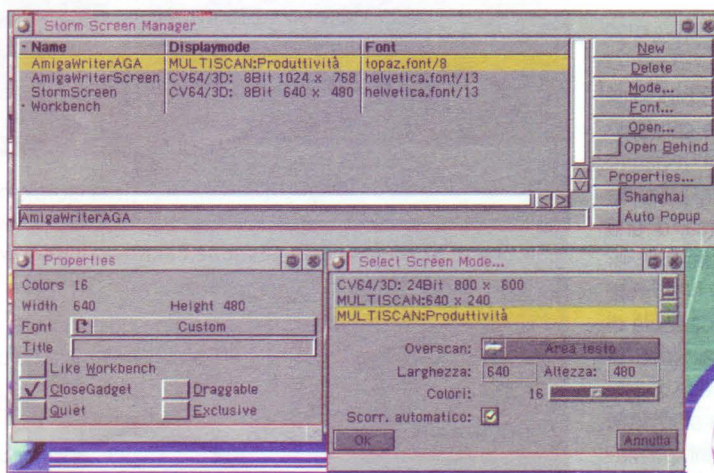 Storm Screen Manager
Name Displaymode Font
AmigaWriterAGA MULTISCAN:Produttività topaz.font/8
AmigaWriterScreen CV64/3D: 8Bit 1024 x 768 helvetica.font/13
StormScreen CV64/3D: 8Bit 640 x 480 helvetica.font/13
Workbench
AmigaWriterAGA
New
Delete
Mode...
Font...
Open...
Open Behind
Properties...
Shanghai
Auto Popup
Properties
Colors 16
Width 640 Height 480
Font Custom
Title
Like Workbench
CloseGadget Draggable
Quiet Exclusive
Select Screen Mode...
CV64/3D: 24Bit 800 x 600
MULTISCAN:640 x 240
MULTISCAN:Produttività
Overscan: Area testo
Larghezza: 640 Altezza: 480
Colori: 16
Scorr. automatico:
Ok Annulla